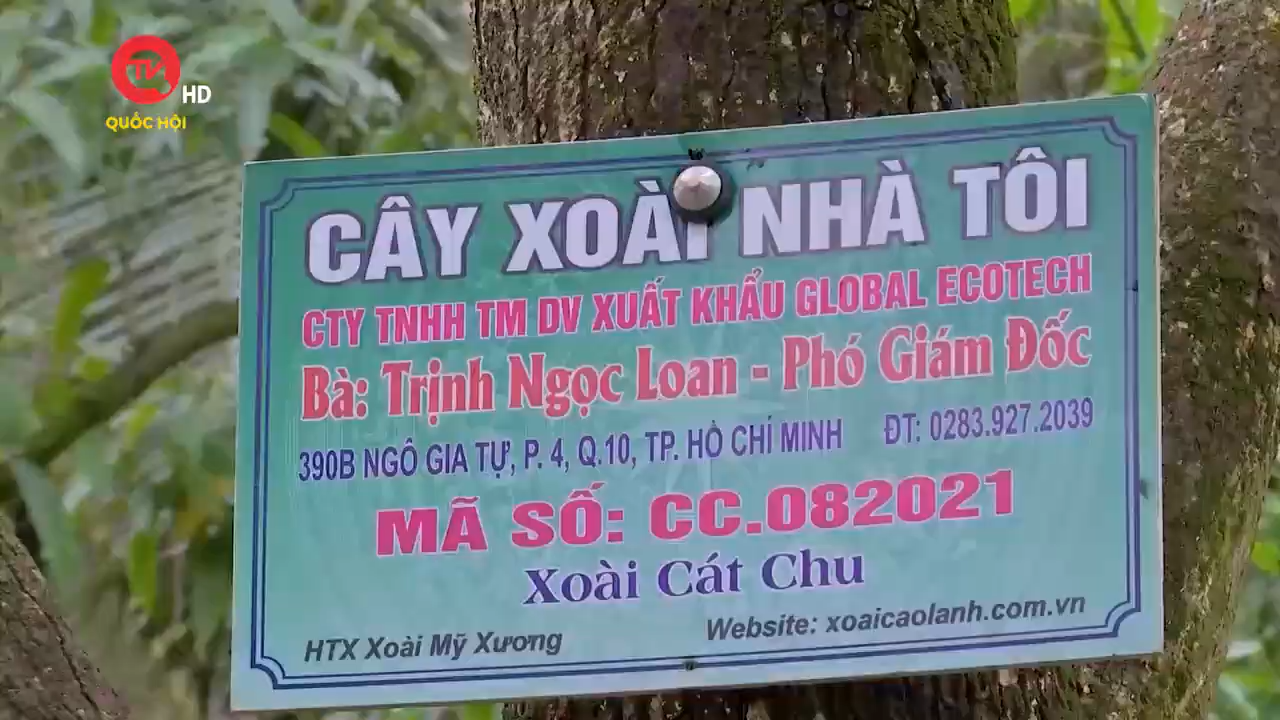 TV HD
QUỐC HỘI
CÂY XOÀI NHÀ TÔI
CTY TNHH TM DV XUẤT KHẨU GLOBAL ECOTECH
Bà: Trịnh Ngọc Loan - Phó Giám Đốc
390B NGÔ GIA TỰ, P. 4, Q.10, TP. HỒ CHÍ MINH ĐT: 0283.927.2039
MÃ SỐ: CC.082021
Xoài Cát Chu
HTX Xoài Mỹ Xương Website: xoaicaolanh.com.vn